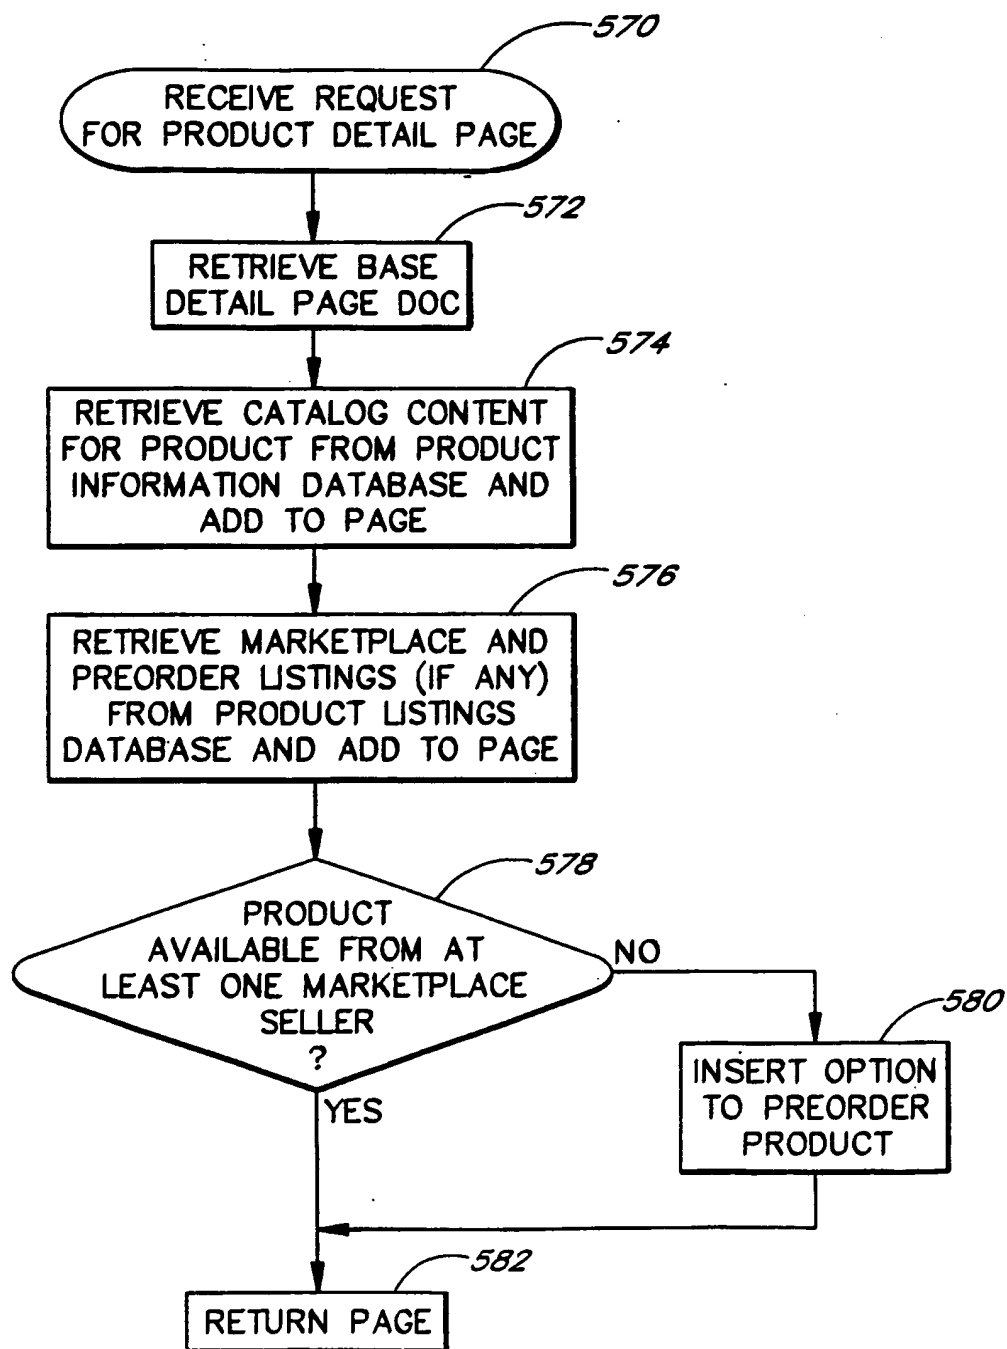 570
RECEIVE REQUEST
FOR PRODUCT DETAIL PAGE
572
RETRIEVE BASE
DETAIL PAGE DOC
574
RETRIEVE CATALOG CONTENT
FOR PRODUCT FROM PRODUCT
INFORMATION DATABASE AND
ADD TO PAGE
576
RETRIEVE MARKETPLACE AND
PREORDER LISTINGS (IF ANY)
FROM PRODUCT LISTINGS
DATABASE AND ADD TO PAGE
578
PRODUCT
AVAILABLE FROM AT
LEAST ONE MARKETPLACE
SELLER
?
NO
580
INSERT OPTION
TO PREORDER
PRODUCT
YES
582
RETURN PAGE